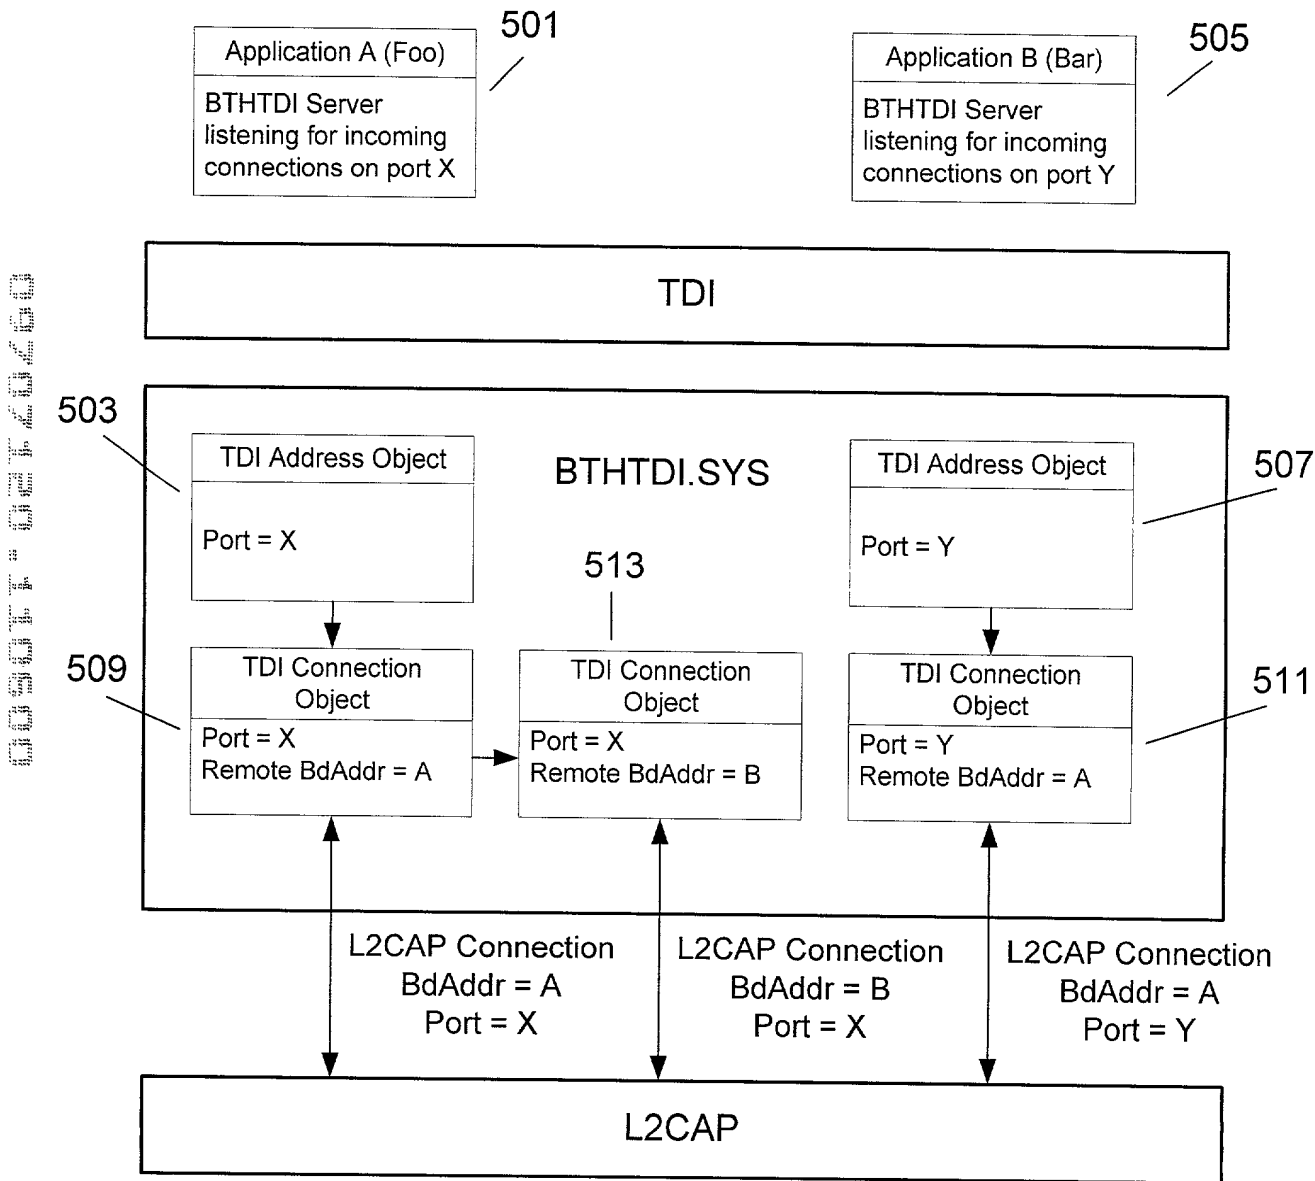 Application A (Foo)
BTHTDI Server
listening for incoming
connections on port X
501
Application B (Bar)
BTHTDI Server
listening for incoming
connections on port Y
505
TDI
503
TDI Address Object
Port = X
BTHTDI.SYS
TDI Address Object
Port = Y
507
513
509
TDI Connection
Object
Port = X
Remote BdAddr = A
TDI Connection
Object
Port = X
Remote BdAddr = B
TDI Connection
Object
Port = Y
Remote BdAddr = A
511
L2CAP Connection
BdAddr = A
Port = X
L2CAP Connection
BdAddr = B
Port = X
L2CAP Connection
BdAddr = A
Port = Y
L2CAP